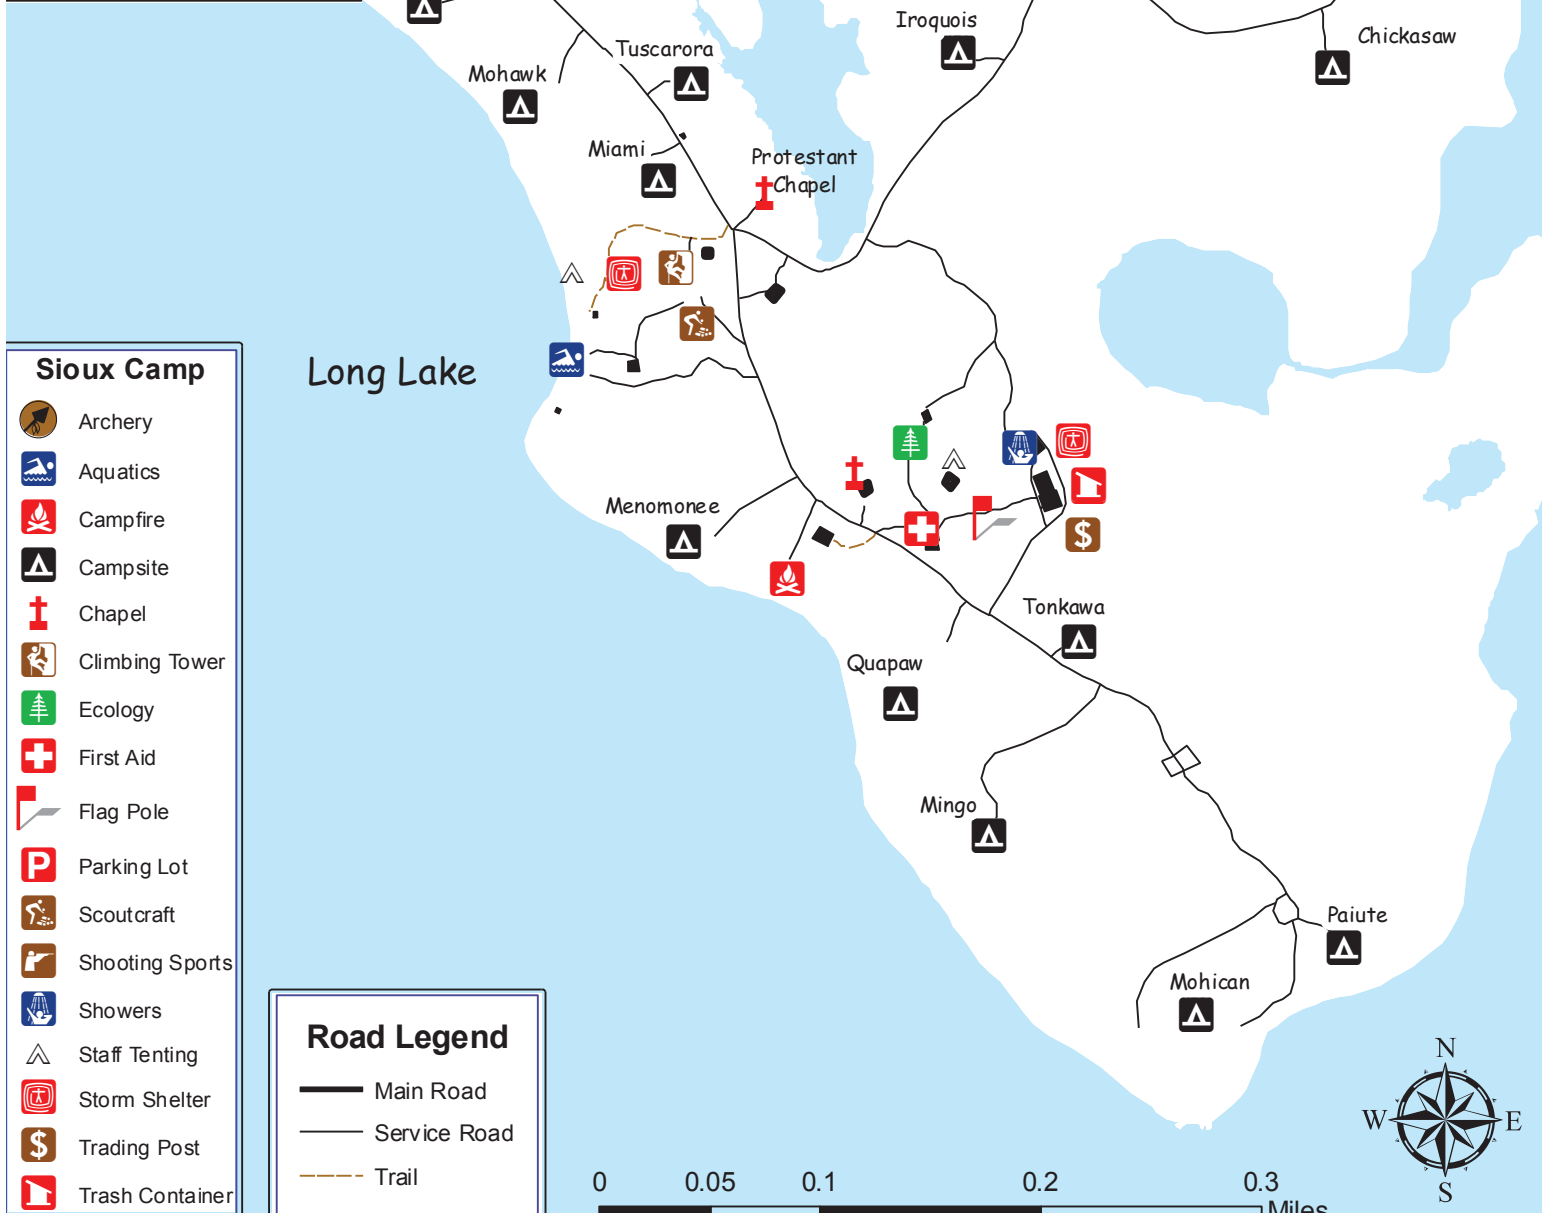 Iroquois
Chickasaw
Tuscarora
Mohawk
Miami
Protestant
Chapel
Sioux Camp
Long Lake
Archery
Aquatics
Campfire
Campsite
Chapel
Climbing Tower
Ecology
First Aid
Flag Pole
P
Parking Lot
Scoutcraft
Shooting Sports
Showers
Staff Tenting
Storm Shelter
$
Trading Post
Trash Container
Menomonee
$
Tonkawa
Quapaw
Mingo
Paiute
Mohican
Road Legend
Main Road
Service Road
Trail
N
W E
S
0 0.05 0.1 0.2 0.3
Miles